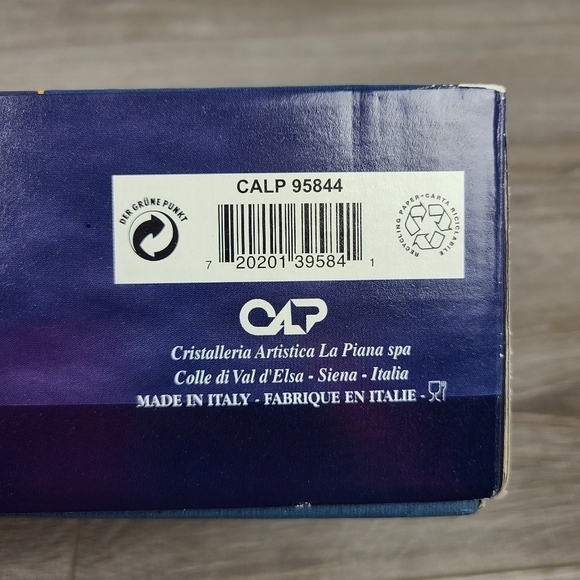 CALP 95844
DER GRÜNE PUNKT
RECYCLING PAPER-CARTA RICICLABILE
7 20201 39584 1
CALP
Cristalleria Artistica La Piana spa
Colle di Val d'Elsa - Siena - Italia
MADE IN ITALY - FABRIQUE EN ITALIE -